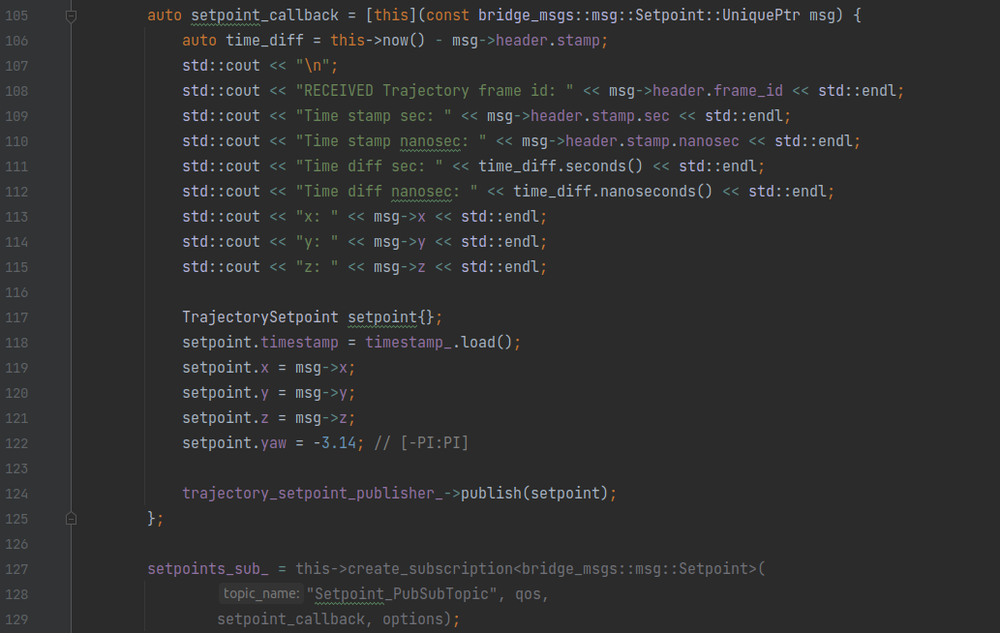 105 auto setpoint_callback = [this](const bridge_msgs::msg::Setpoint::UniquePtr msg) {
106 auto time_diff = this->now() - msg->header.stamp;
107 std::cout << "\n";
108 std::cout << "RECEIVED Trajectory frame id: " << msg->header.frame_id << std::endl;
109 std::cout << "Time stamp sec: " << msg->header.stamp.sec << std::endl;
110 std::cout << "Time stamp nanosec: " << msg->header.stamp.nanosec << std::endl;
111 std::cout << "Time diff sec: " << time_diff.seconds() << std::endl;
112 std::cout << "Time diff nanosec: " << time_diff.nanoseconds() << std::endl;
113 std::cout << "x: " << msg->x << std::endl;
114 std::cout << "y: " << msg->y << std::endl;
115 std::cout << "z: " << msg->z << std::endl;
116
117 TrajectorySetpoint setpoint{};
118 setpoint.timestamp = timestamp_.load();
119 setpoint.x = msg->x;
120 setpoint.y = msg->y;
121 setpoint.z = msg->z;
122 setpoint.yaw = -3.14; // [-PI:PI]
123
124 trajectory_setpoint_publisher_->publish(setpoint);
125 };
126
127 setpoints_sub_ = this->create_subscription<bridge_msgs::msg::Setpoint>(
128 topic_name: "Setpoint_PubSubTopic", qos,
129 setpoint_callback, options);